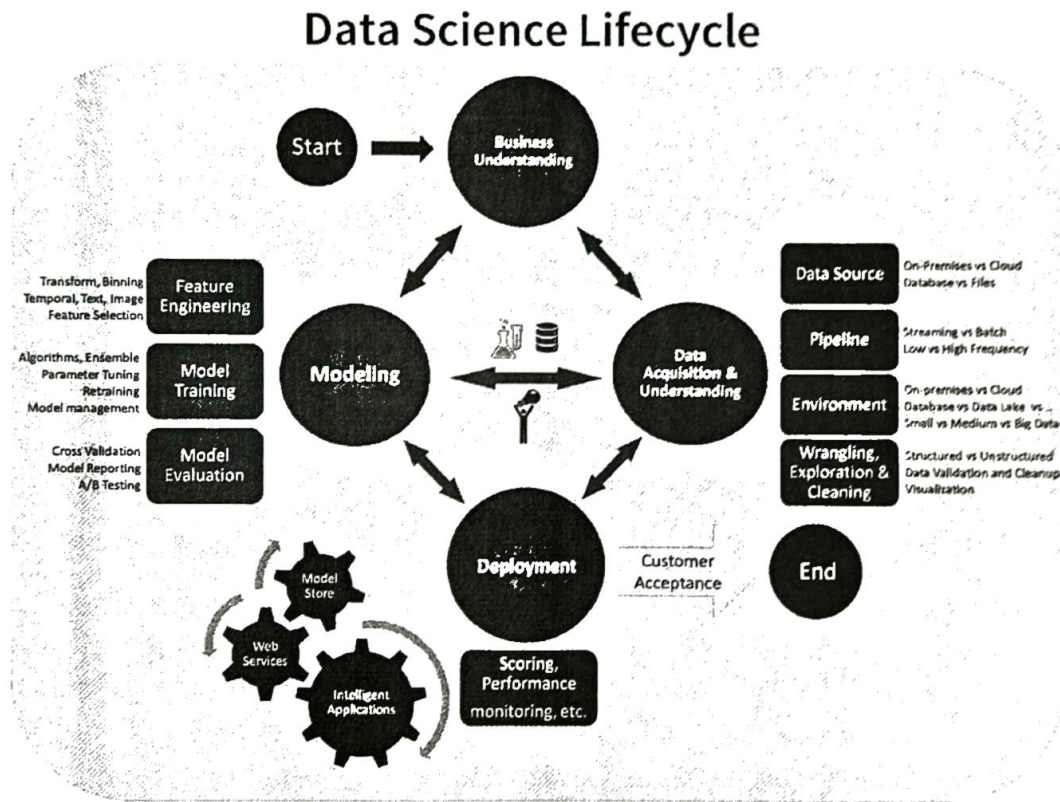 Data Science Lifecycle
Start
Business
Understanding
Transform, Binning
Temporal, Text, Image
Feature Selection
Feature
Engineering
Algorithms, Ensemble
Parameter Tuning
Retraining
Model management
Model
Training
Cross Validation
Model Reporting
A/B Testing
Model
Evaluation
Modeling
Data
Acquisition &
Understanding
Data Source
On-Premises vs Cloud
Database vs Files
Pipeline
Streaming vs Batch
Low vs High Frequency
Environment
On-premises vs Cloud
Database vs Data Lake vs ..
Small vs Medium vs Big Data
Wrangling,
Exploration &
Cleaning
Structured vs Unstructured
Data Validation and Cleanup
Visualization
Deployment
Customer
Acceptance
End
Model
Store
Web
Services
Intelligent
Applications
Scoring,
Performance
monitoring, etc.